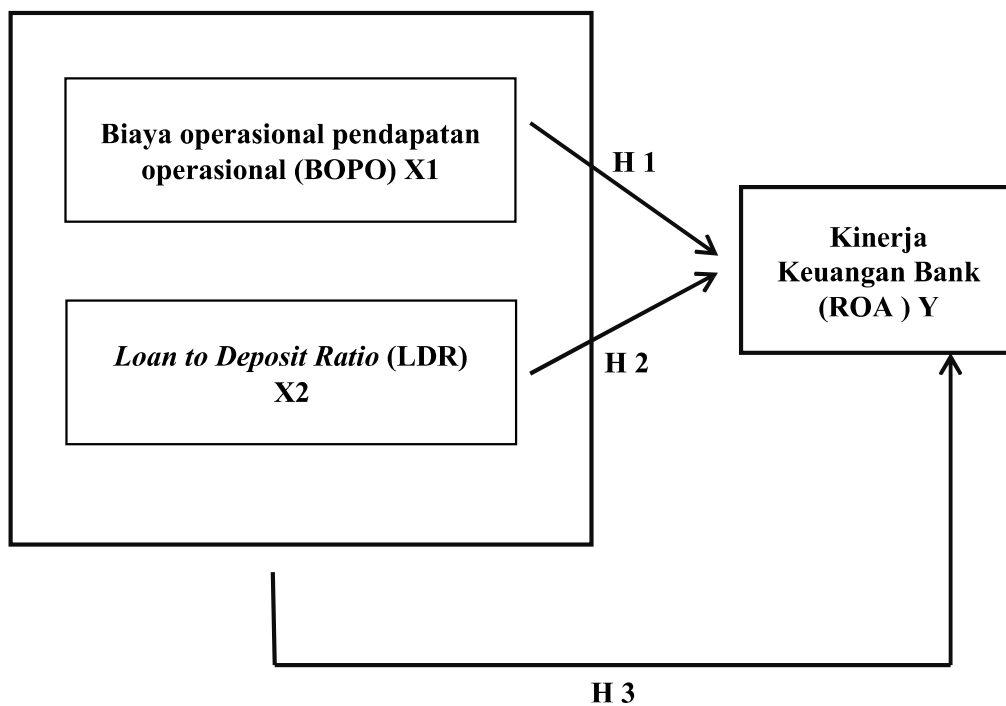 Biaya operasional pendapatan
operasional (BOPO) X1
H 1
Kinerja
Keuangan Bank
(ROA ) Y
Loan to Deposit Ratio (LDR)
X2
H 2
H 3